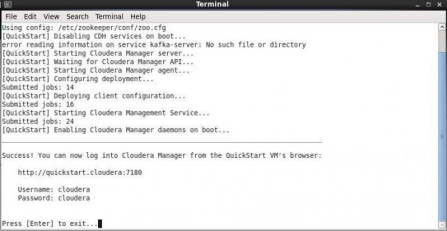 Terminal
File Edit View Search Terminal Help
Using config: /etc/zookeeper/conf/zoo.cfg
[QuickStart] Disabling CDH services on boot...
error reading information on service kafka-server: No such file or directory
[QuickStart] Starting Cloudera Manager server...
[QuickStart] Waiting for Cloudera Manager API...
[QuickStart] Starting Cloudera Manager agent...
[QuickStart] Configuring deployment...
Submitted jobs: 14
[QuickStart] Deploying client configuration...
Submitted jobs: 16
[QuickStart] Starting Cloudera Management Service...
Submitted jobs: 24
[QuickStart] Enabling Cloudera Manager daemons on boot...
Success! You can now log into Cloudera Manager from the QuickStart VM's browser:
http://quickstart.cloudera:7180
Username: cloudera
Password: cloudera
Press [Enter] to exit...